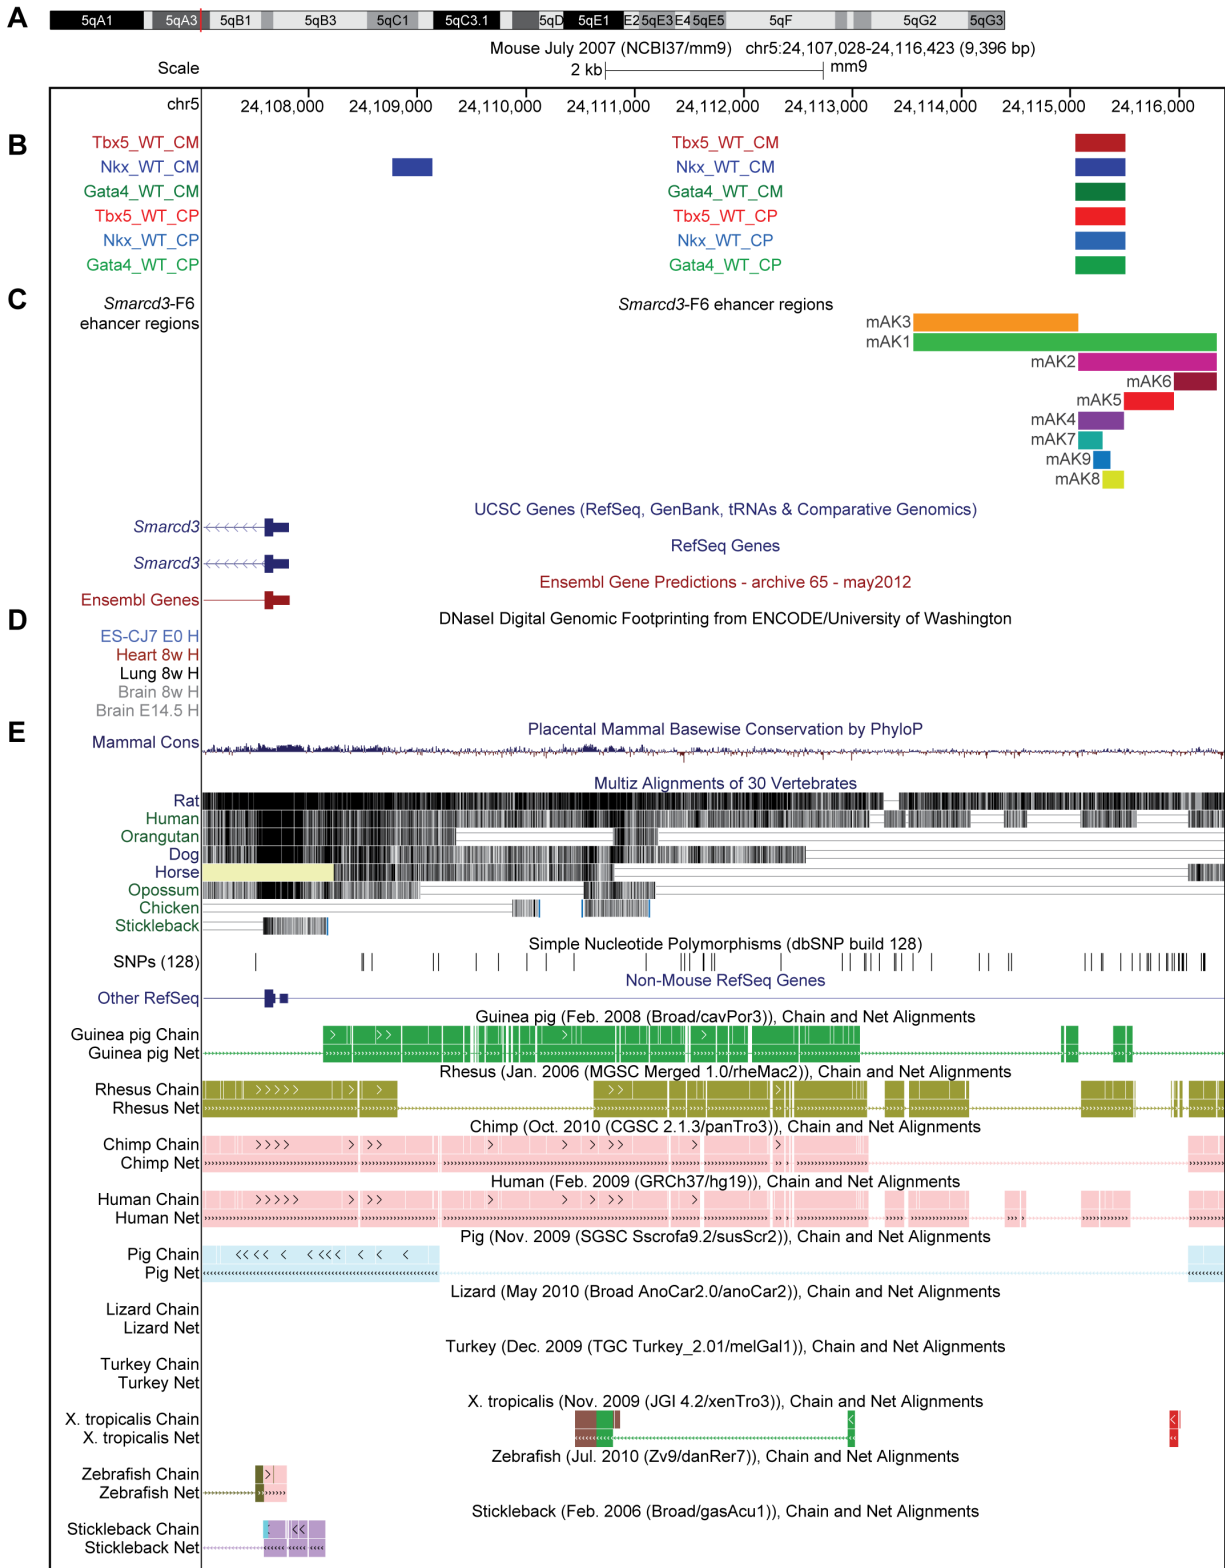 A
5qA1 5qA3 5qB1 5qB3 5qC1 5qC3.1 5qD 5qE1 E2 5qE3 E4 5qE5 5qF 5qG2 5qG3
Mouse July 2007 (NCBI37/mm9) chr5:24,107,028-24,116,423 (9,396 bp)
Scale 2 kb mm9
chr5 24,108,000 24,109,000 24,110,000 24,111,000 24,112,000 24,113,000 24,114,000 24,115,000 24,116,000
B
Tbx5_WT_CM Tbx5_WT_CM
Nkx_WT_CM Nkx_WT_CM
Gata4_WT_CM Gata4_WT_CM
Tbx5_WT_CP Tbx5_WT_CP
Nkx_WT_CP Nkx_WT_CP
Gata4_WT_CP Gata4_WT_CP
C
Smarcd3-F6 Smarcd3-F6 ehancer regions
ehancer regions
mAK3
mAK1
mAK2
mAK6
mAK5
mAK4
mAK7
mAK9
mAK8
UCSC Genes (RefSeq, GenBank, tRNAs & Comparative Genomics)
Smarcd3
RefSeq Genes
Smarcd3
Ensembl Gene Predictions - archive 65 - may2012
Ensembl Genes
D
DNaseI Digital Genomic Footprinting from ENCODE/University of Washington
ES-CJ7 E0 H
Heart 8w H
Lung 8w H
Brain 8w H
Brain E14.5 H
E
Placental Mammal Basewise Conservation by PhyloP
Mammal Cons
Multiz Alignments of 30 Vertebrates
Rat
Human
Orangutan
Dog
Horse
Opossum
Chicken
Stickleback
Simple Nucleotide Polymorphisms (dbSNP build 128)
SNPs (128)
Non-Mouse RefSeq Genes
Other RefSeq
Guinea pig (Feb. 2008 (Broad/cavPor3)), Chain and Net Alignments
Guinea pig Chain
Guinea pig Net
Rhesus (Jan. 2006 (MGSC Merged 1.0/rheMac2)), Chain and Net Alignments
Rhesus Chain
Rhesus Net
Chimp (Oct. 2010 (CGSC 2.1.3/panTro3)), Chain and Net Alignments
Chimp Chain
Chimp Net
Human (Feb. 2009 (GRCh37/hg19)), Chain and Net Alignments
Human Chain
Human Net
Pig (Nov. 2009 (SGSC Sscrofa9.2/susScr2)), Chain and Net Alignments
Pig Chain
Pig Net
Lizard (May 2010 (Broad AnoCar2.0/anoCar2)), Chain and Net Alignments
Lizard Chain
Lizard Net
Turkey (Dec. 2009 (TGC Turkey_2.01/melGal1)), Chain and Net Alignments
Turkey Chain
Turkey Net
X. tropicalis (Nov. 2009 (JGI 4.2/xenTro3)), Chain and Net Alignments
X. tropicalis Chain
X. tropicalis Net
Zebrafish (Jul. 2010 (Zv9/danRer7)), Chain and Net Alignments
Zebrafish Chain
Zebrafish Net
Stickleback (Feb. 2006 (Broad/gasAcu1)), Chain and Net Alignments
Stickleback Chain
Stickleback Net